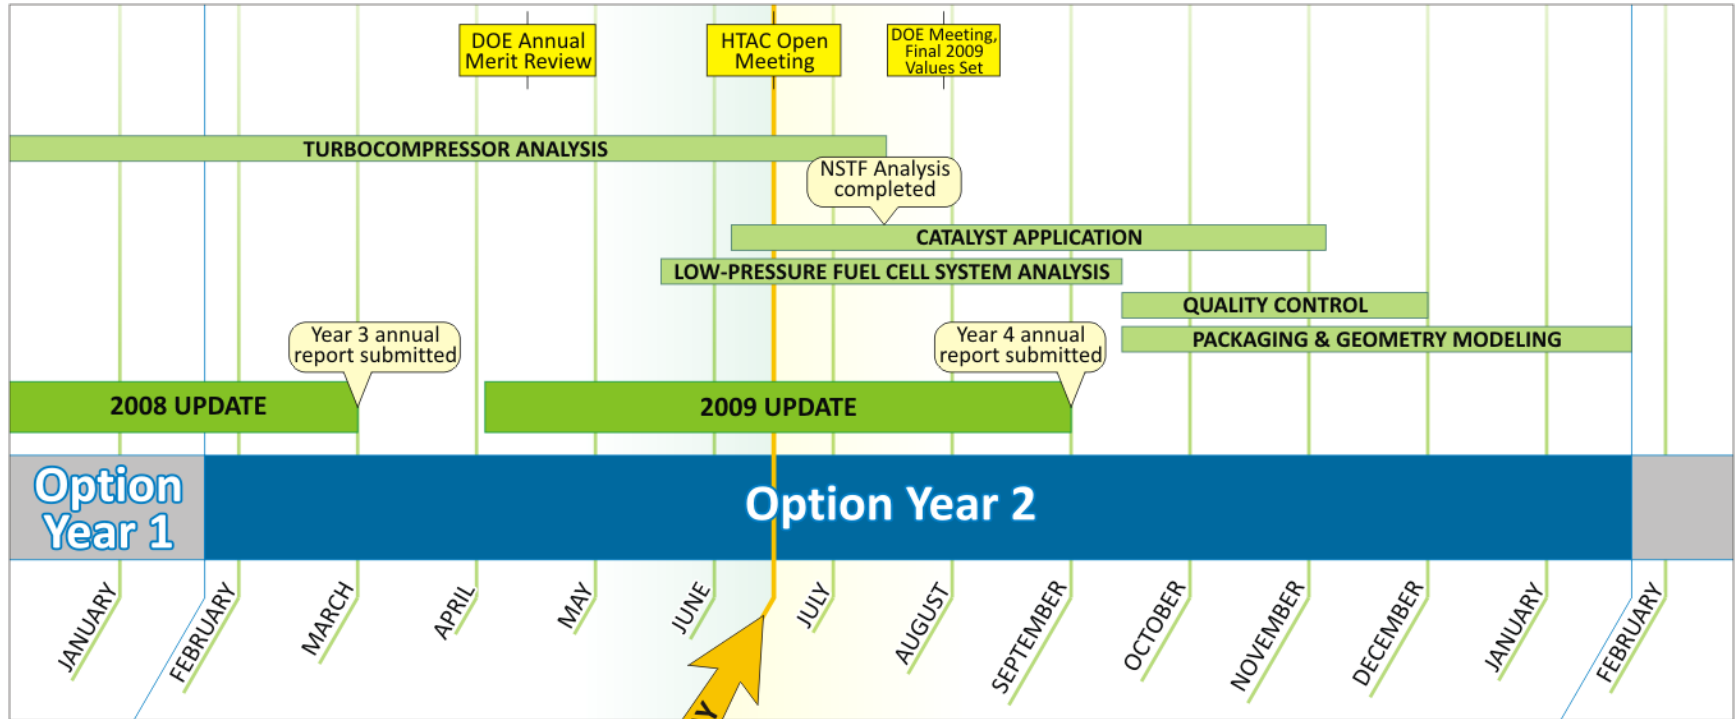 DOE Annual
Merit Review
HTAC Open
Meeting
DOE Meeting,
Final 2009
Values Set
TURBOCOMPRESSOR ANALYSIS
NSTF Analysis
completed
CATALYST APPLICATION
LOW-PRESSURE FUEL CELL SYSTEM ANALYSIS
QUALITY CONTROL
PACKAGING & GEOMETRY MODELING
Year 3 annual
report submitted
Year 4 annual
report submitted
2008 UPDATE
2009 UPDATE
Option
Year 1
Option Year 2
JANUARY
FEBRUARY
MARCH
APRIL
MAY
JUNE
JULY
AUGUST
SEPTEMBER
OCTOBER
NOVEMBER
DECEMBER
JANUARY
FEBRUARY